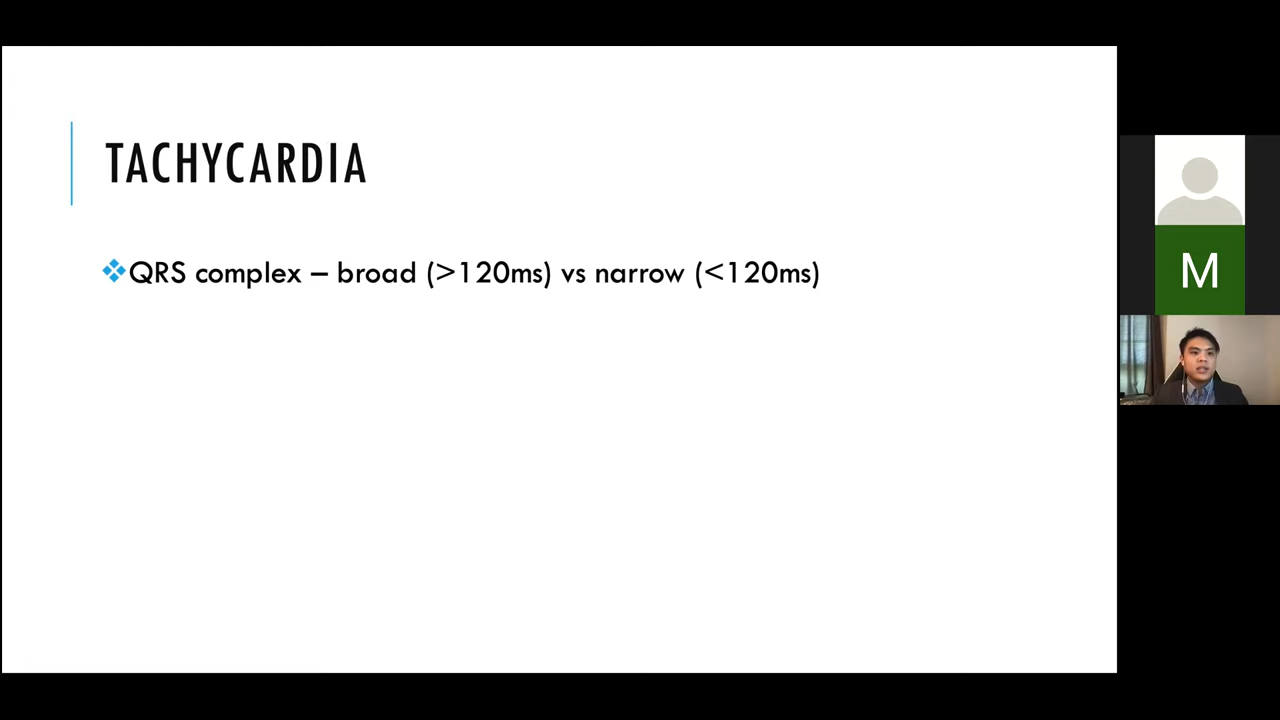 TACHYCARDIA
❖QRS complex – broad (>120ms) vs narrow (<120ms)
M